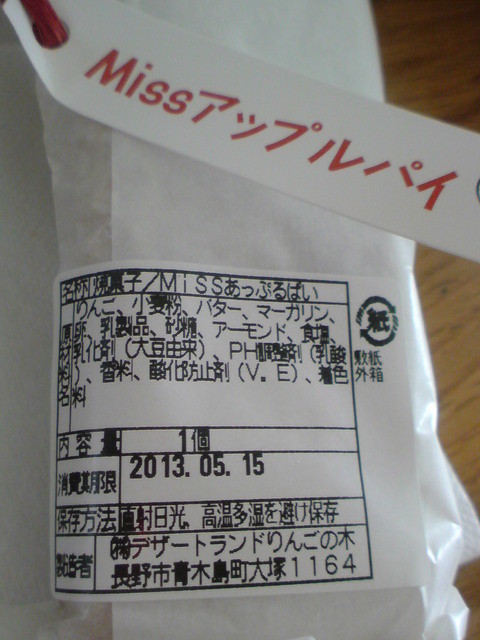 Missアップルパイ
名称 焼菓子/Missあっぷるぱい
原材料名 りんご、小麦粉、バター、マーガリン、
卵、乳製品、砂糖、アーモンド、食塩、
乳化剤(大豆由来)、PH調整剤(乳酸
)、香料、酸化防止剤(V.E)、着色
料
紙
敷紙
外箱
内容量 1個
消費期限 2013.05.15
保存方法 直射日光、高温多湿を避け保存
製造者 ㈱デザートランドりんごの木
長野市青木島町大塚1164